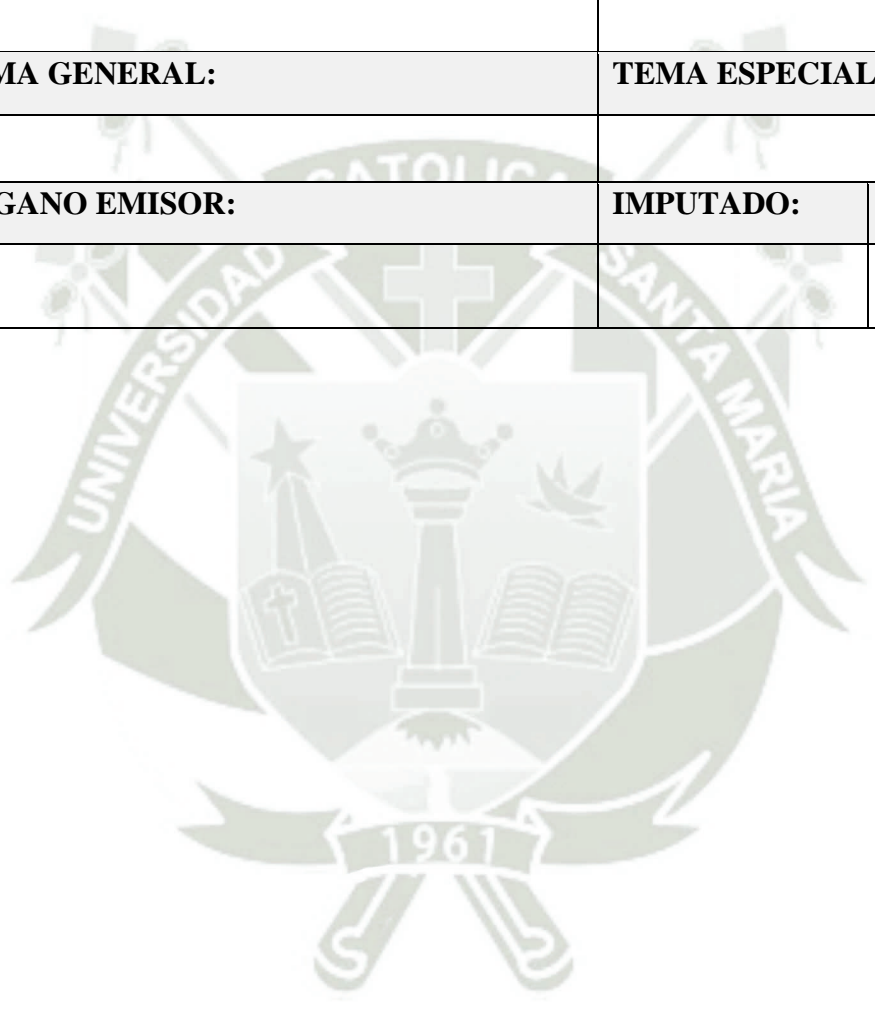 MA GENERAL: TEMA ESPECIAL
GANO EMISOR: IMPUTADO:
UNIVERSIDAD CATOLICA SANTA MARIA
1961